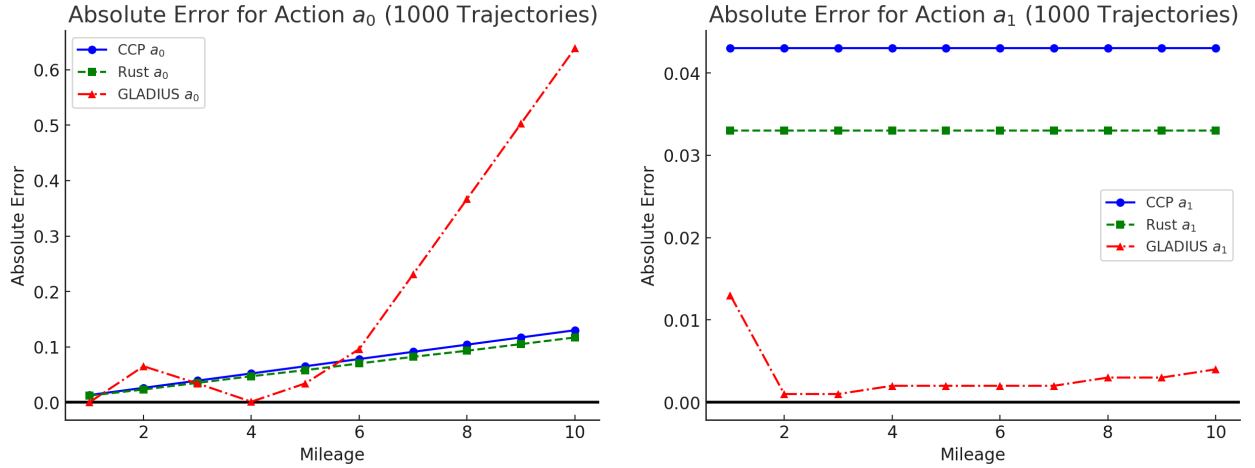 Absolute Error for Action a₀ (1000 Trajectories)
CCP a₀
Rust a₀
GLADIUS a₀
0.6
0.5
0.4
0.3
0.2
0.1
0.0
Absolute Error
2 4 6 8 10
Mileage
Absolute Error for Action a₁ (1000 Trajectories)
0.04
0.03
0.02
0.01
0.00
Absolute Error
CCP a₁
Rust a₁
GLADIUS a₁
2 4 6 8 10
Mileage